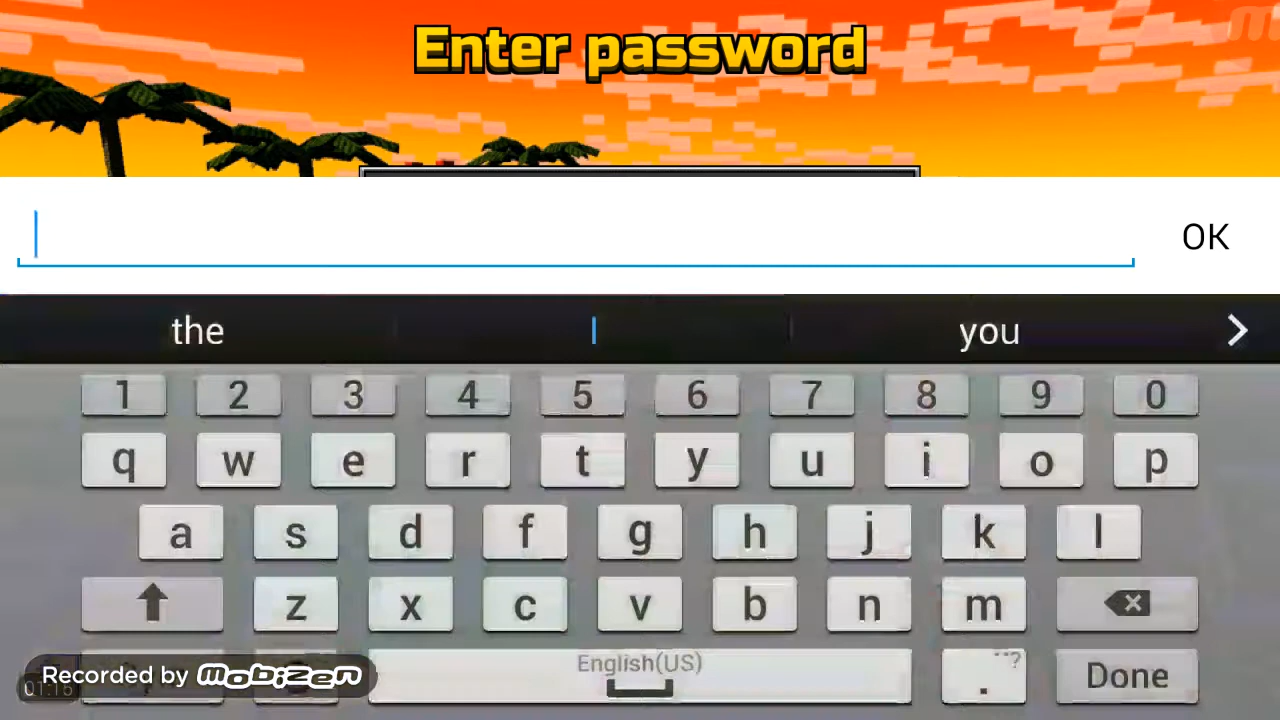 Enter password
OK
the you
1 2 3 4 5 6 7 8 9 0
q w e r t y u i o p
a s d f g h j k l
z x c v b n m
English(US)
. Done
Recorded by mobizen